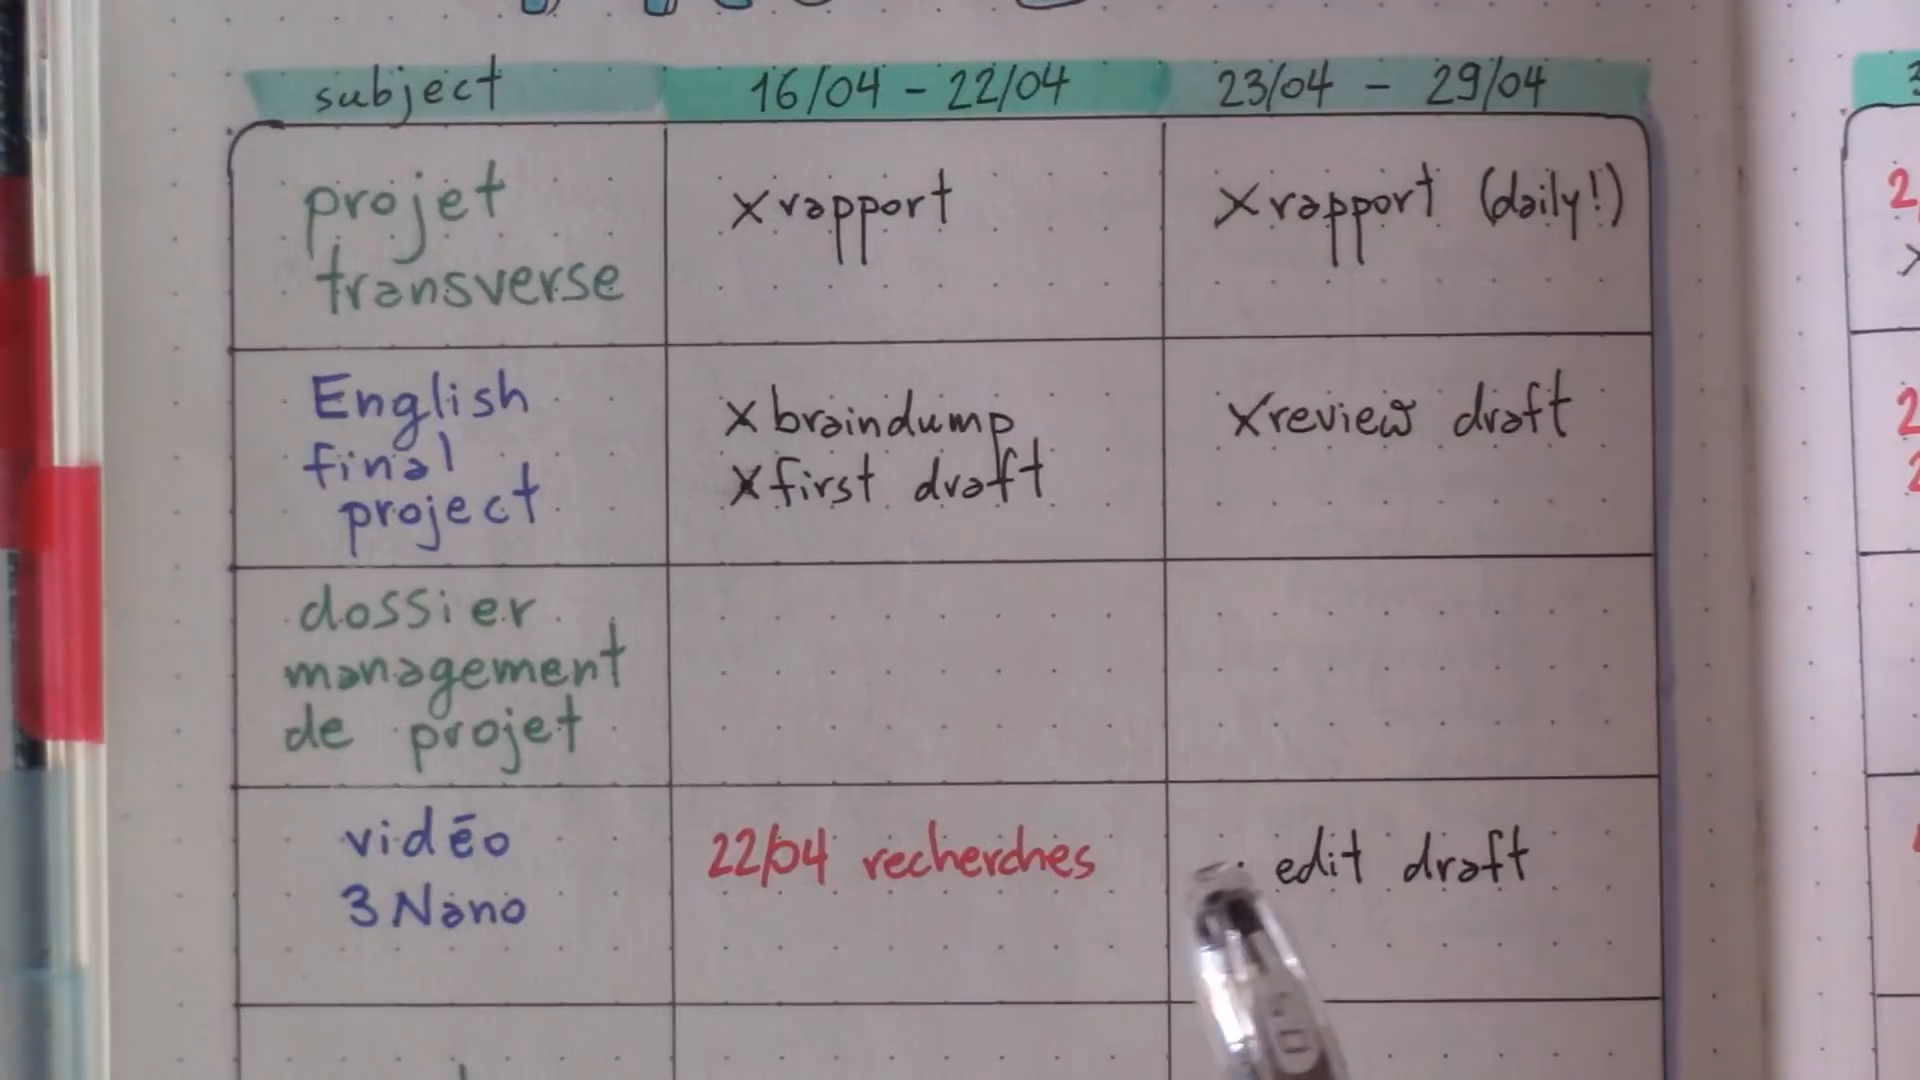 subject 16/04 - 22/04 23/04 - 29/04
projet
transverse
x rapport
x rapport (daily!)
English
final
project
x braindump
x first draft
x review draft
dossier
management
de projet
vidéo
3 Nano
22/04 recherches
edit draft